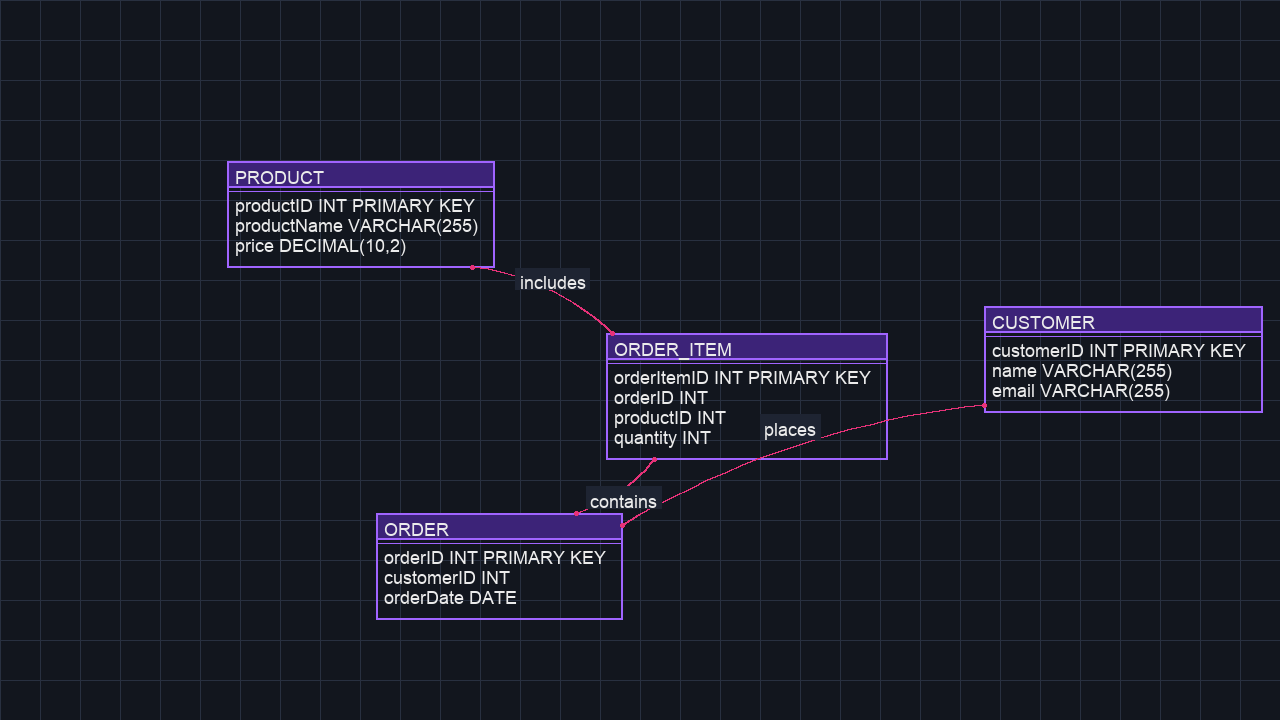 PRODUCT
productID INT PRIMARY KEY
productName VARCHAR(255)
price DECIMAL(10,2)
includes
CUSTOMER
customerID INT PRIMARY KEY
name VARCHAR(255)
email VARCHAR(255)
ORDER_ITEM
orderItemID INT PRIMARY KEY
orderID INT
productID INT
quantity INT
places
contains
ORDER
orderID INT PRIMARY KEY
customerID INT
orderDate DATE